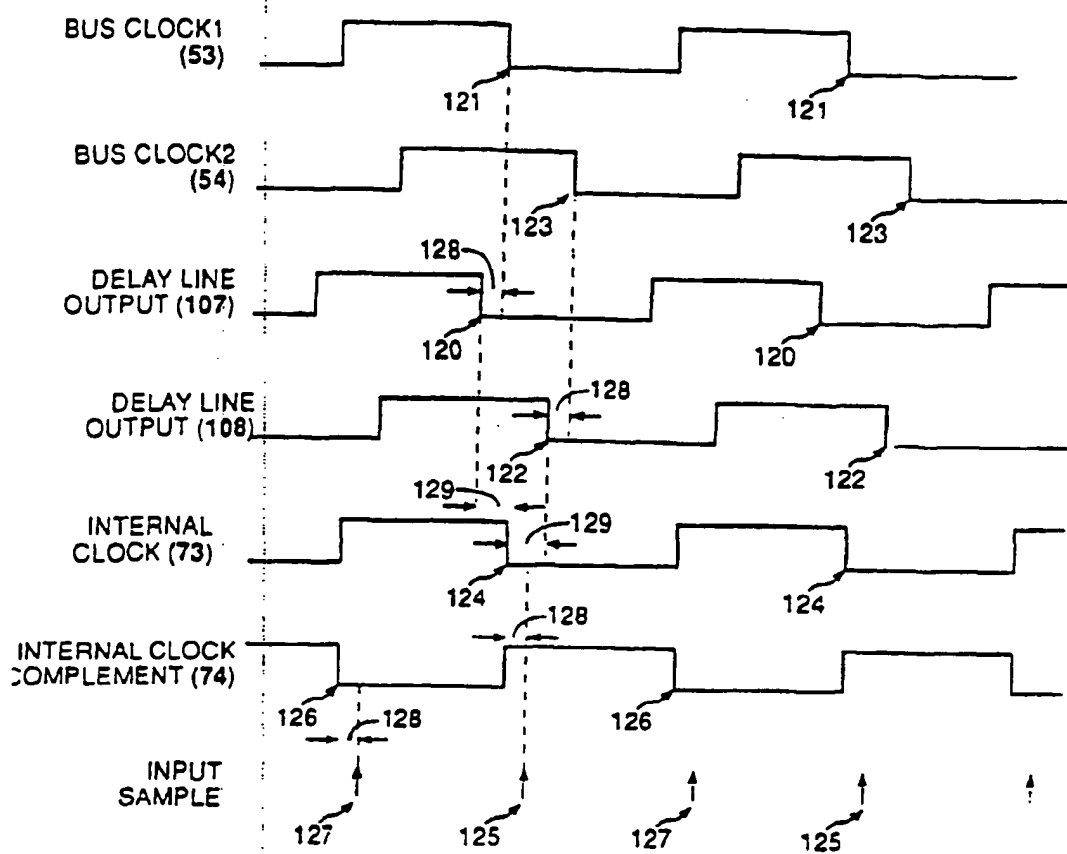 BUS CLOCK1
(53)
121
121
BUS CLOCK2
(54)
123
123
128
DELAY LINE
OUTPUT (107)
120
120
128
DELAY LINE
OUTPUT (108)
122
122
129
129
INTERNAL
CLOCK (73)
124
124
128
INTERNAL CLOCK
COMPLEMENT (74)
126
126
128
INPUT
SAMPLE
127
125
127
125